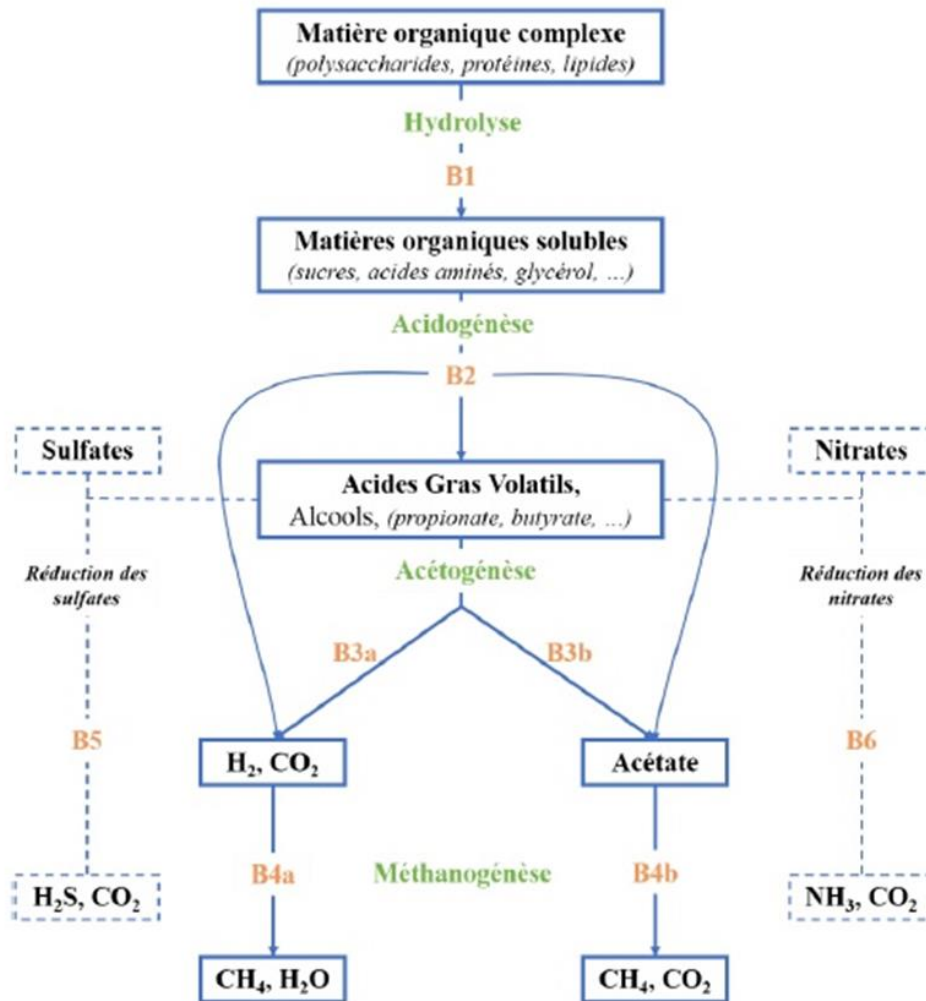 Matière organique complexe
(polysaccharides, protéines, lipides)
Hydrolyse
B1
Matières organiques solubles
(sucres, acides aminés, glycérol, ...)
Acidogénèse
B2
Sulfates
Nitrates
Acides Gras Volatils,
Alcools, (propionate, butyrate, ...)
Réduction des
sulfates
Acétogénèse
Réduction des
nitrates
B3a
B3b
B5
B6
H₂, CO₂
Acétate
B4a
Méthanogénèse
B4b
H₂S, CO₂
NH₃, CO₂
CH₄, H₂O
CH₄, CO₂